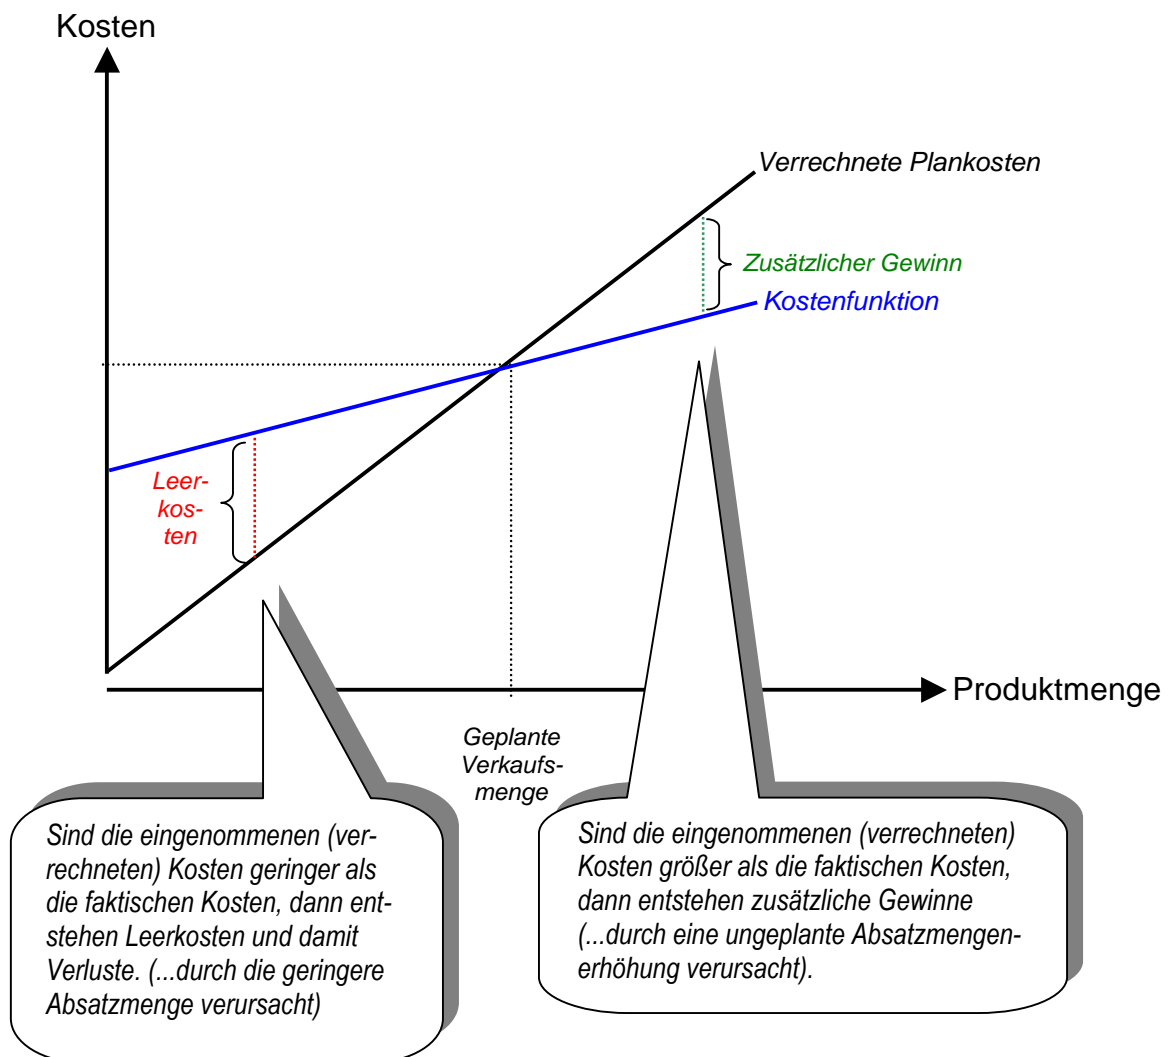 Kosten
Verrechnete Plankosten
Zusätzlicher Gewinn
Kostenfunktion
Leer-
kos-
ten
Produktmenge
Geplante
Verkaufs-
menge
Sind die eingenommenen (ver-
rechneten) Kosten geringer als
die faktischen Kosten, dann ent-
stehen Leerkosten und damit
Verluste. (...durch die geringere
Absatzmenge verursacht)
Sind die eingenommenen (verrechneten)
Kosten größer als die faktischen Kosten,
dann entstehen zusätzliche Gewinne
(...durch eine ungeplante Absatzmengen-
erhöhung verursacht).